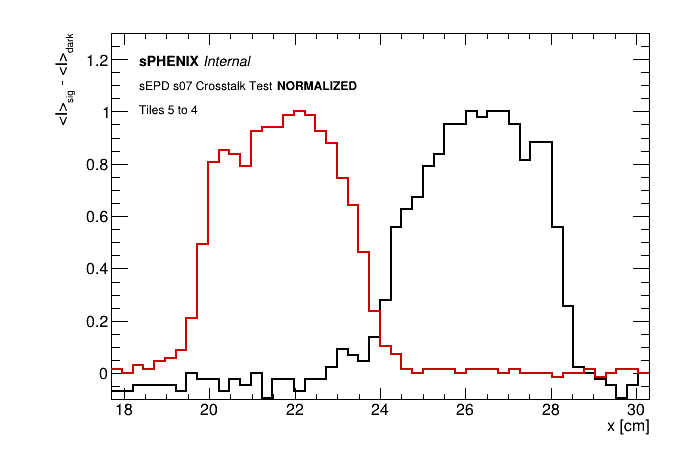 <I>sig - <I>dark
sPHENIX Internal
sEPD s07 Crosstalk Test NORMALIZED
Tiles 5 to 4
1.2
1
0.8
0.6
0.4
0.2
0
18 20 22 24 26 28 30
x [cm]